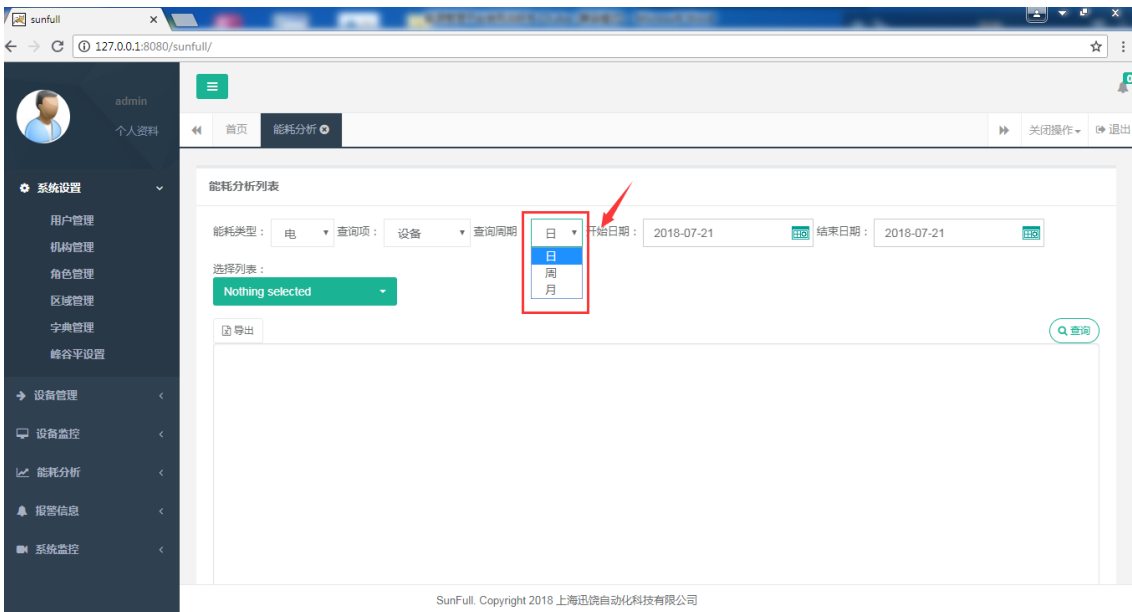 sunfull
127.0.0.1:8080/sunfull/
admin
个人资料
0
首页 能耗分析 关闭操作 退出
系统设置
用户管理
机构管理
角色管理
区域管理
字典管理
峰谷平设置
设备管理
设备监控
能耗分析
报警信息
系统监控
能耗分析列表
能耗类型： 电 查询项： 设备 查询周期 日 开始日期： 2018-07-21 结束日期： 2018-07-21
日
周
月
选择列表：
Nothing selected
导出 查询
SunFull. Copyright 2018 上海迅饶自动化科技有限公司